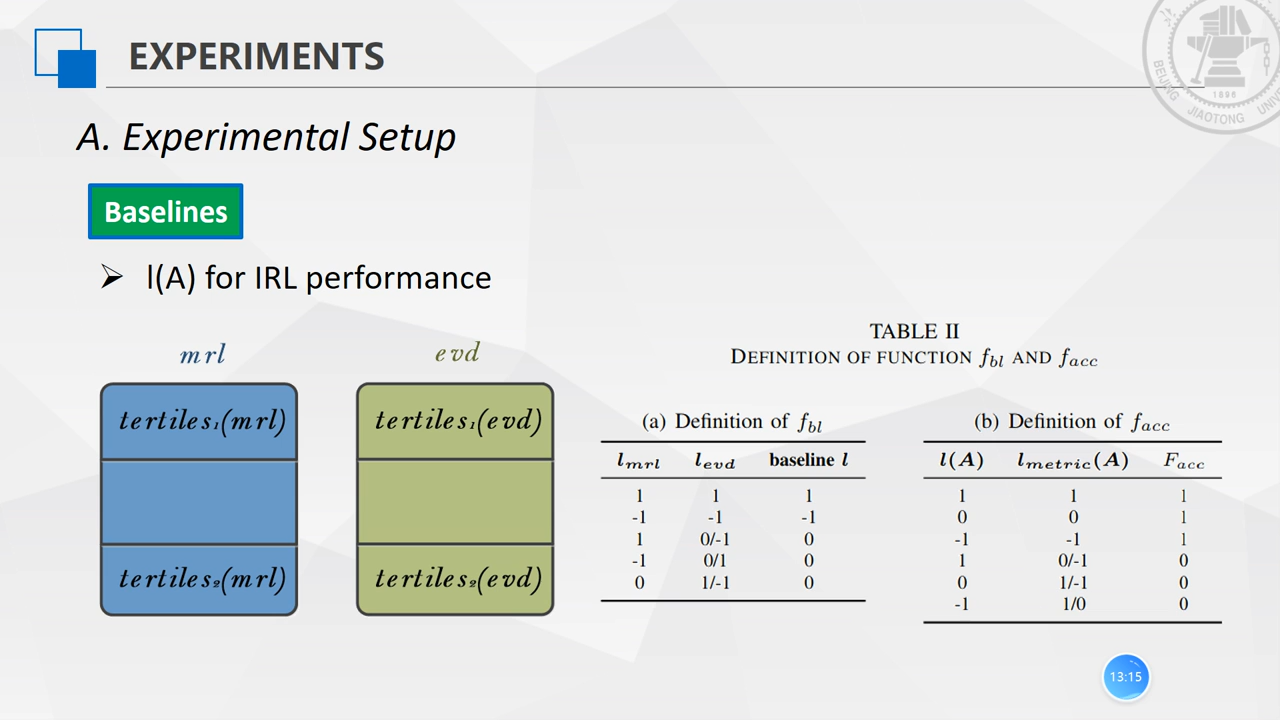 EXPERIMENTS
BEIJING JIAOTONG UNIVE
1896
A. Experimental Setup
Baselines
➢ l(A) for IRL performance
mrl
evd
tertiles₁(mrl)
tertiles₁(evd)
tertiles₂(mrl)
tertiles₂(evd)
TABLE II
DEFINITION OF FUNCTION f_bl AND f_acc
(a) Definition of f_bl
l_mrl l_evd baseline l
1 1 1
-1 -1 -1
1 0/-1 0
-1 0/1 0
0 1/-1 0
(b) Definition of f_acc
l(A) l_metric(A) F_acc
1 1 1
0 0 1
-1 -1 1
1 0/-1 0
0 1/-1 0
-1 1/0 0
13:15